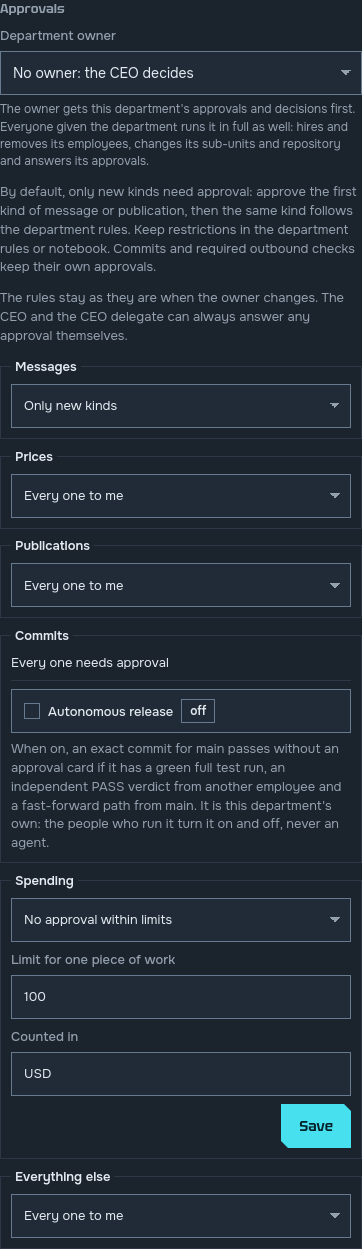 Approvals
Department owner
No owner: the CEO decides
The owner gets this department's approvals and decisions first.
Everyone given the department runs it in full as well: hires and
removes its employees, changes its sub-units and repository
and answers its approvals.
By default, only new kinds need approval: approve the first
kind of message or publication, then the same kind follows
the department rules. Keep restrictions in the department
rules or notebook. Commits and required outbound checks
keep their own approvals.
The rules stay as they are when the owner changes. The
CEO and the CEO delegate can always answer any
approval themselves.
Messages
Only new kinds
Prices
Every one to me
Publications
Every one to me
Commits
Every one needs approval
Autonomous release off
When on, an exact commit for main passes without an
approval card if it has a green full test run, an
independent PASS verdict from another employee and
a fast-forward path from main. It is this department's
own: the people who run it turn it on and off, never an
agent.
Spending
No approval within limits
Limit for one piece of work
100
Counted in
USD
Save
Everything else
Every one to me